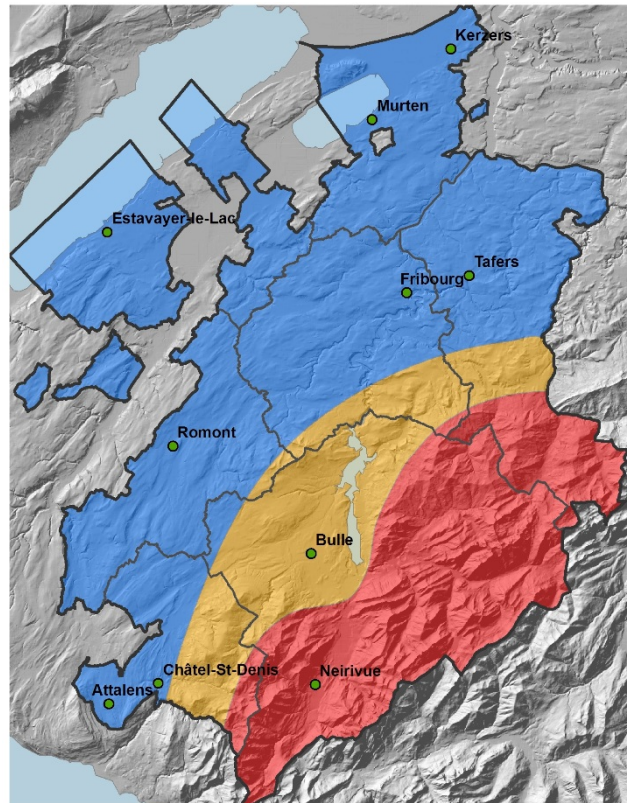 Kerzers
Murten
Estavayer-le-Lac
Tafers
Fribourg
Romont
Bulle
Châtel-St-Denis
Neirivue
Attalens